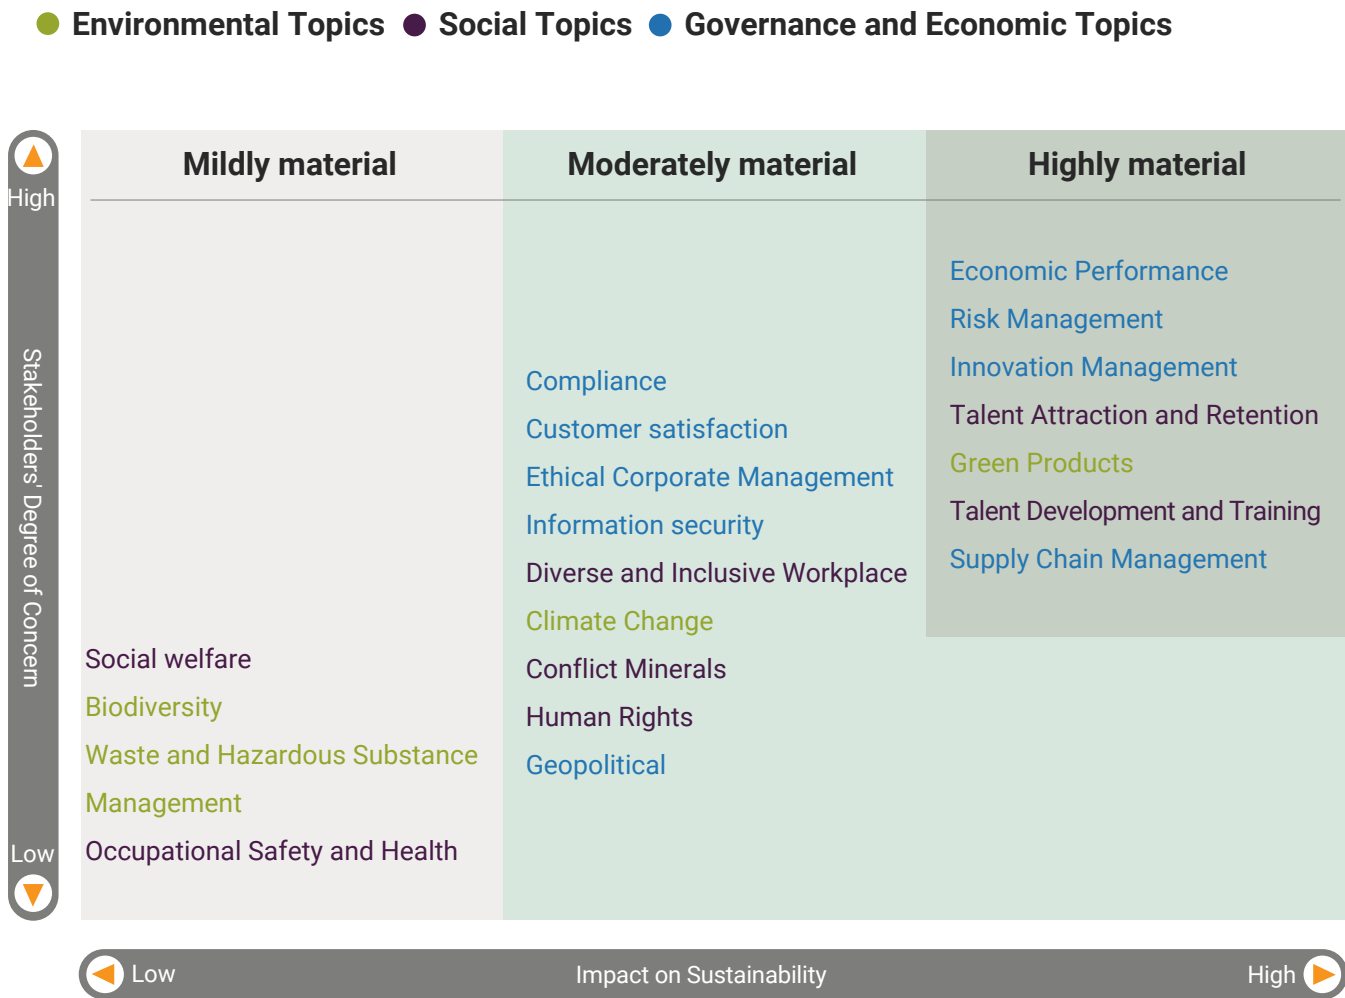 Environmental Topics Social Topics Governance and Economic Topics
High
Stakeholders' Degree of Concern
Low
Mildly material
Social welfare
Biodiversity
Waste and Hazardous Substance
Management
Occupational Safety and Health
Moderately material
Compliance
Customer satisfaction
Ethical Corporate Management
Information security
Diverse and Inclusive Workplace
Climate Change
Conflict Minerals
Human Rights
Geopolitical
Highly material
Economic Performance
Risk Management
Innovation Management
Talent Attraction and Retention
Green Products
Talent Development and Training
Supply Chain Management
Low Impact on Sustainability High